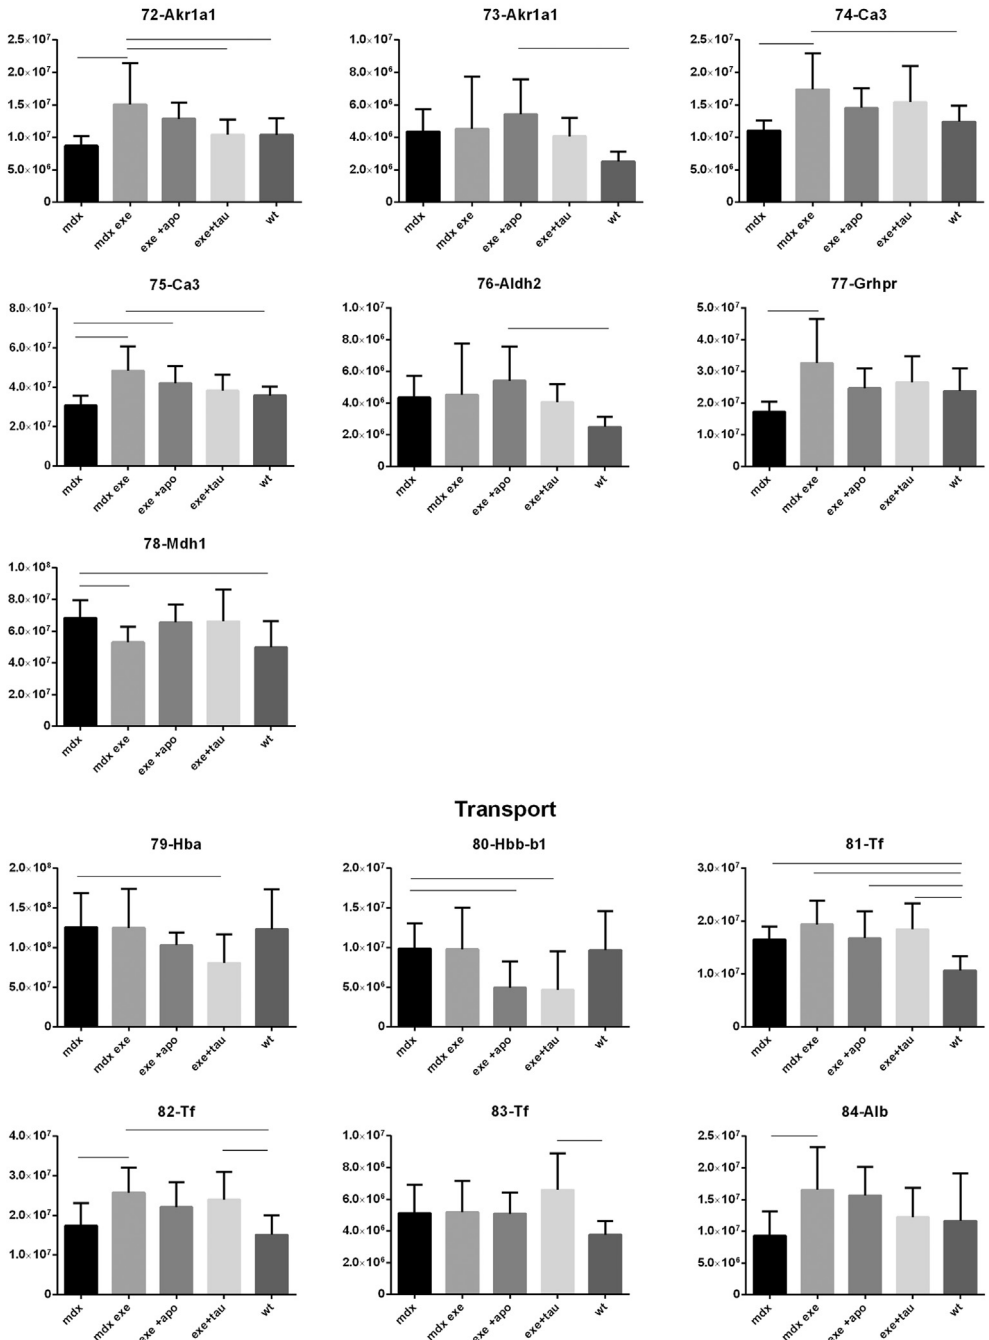 72-Akr1a1
2.5×10⁷
2.0×10⁷
1.5×10⁷
1.0×10⁷
5.0×10⁶
0
mdx
mdx exe
exe +apo
exe+tau
wt
73-Akr1a1
1.0×10⁷
8.0×10⁶
6.0×10⁶
4.0×10⁶
2.0×10⁶
0
mdx
mdx exe
exe +apo
exe+tau
wt
74-Ca3
2.5×10⁷
2.0×10⁷
1.5×10⁷
1.0×10⁷
5.0×10⁶
0
mdx
mdx exe
exe +apo
exe+tau
wt
75-Ca3
8.0×10⁷
6.0×10⁷
4.0×10⁷
2.0×10⁷
0
mdx
mdx exe
exe +apo
exe+tau
wt
76-Aldh2
1.0×10⁷
8.0×10⁶
6.0×10⁶
4.0×10⁶
2.0×10⁶
0
mdx
mdx exe
exe +apo
exe+tau
wt
77-Grhpr
5.0×10⁷
4.0×10⁷
3.0×10⁷
2.0×10⁷
1.0×10⁷
0
mdx
mdx exe
exe +apo
exe+tau
wt
78-Mdh1
1.0×10⁸
8.0×10⁷
6.0×10⁷
4.0×10⁷
2.0×10⁷
0
mdx
mdx exe
exe +apo
exe+tau
wt
Transport
79-Hba
2.0×10⁸
1.5×10⁸
1.0×10⁸
5.0×10⁷
0
mdx
mdx exe
exe +apo
exe+tau
wt
80-Hbb-b1
2.0×10⁷
1.5×10⁷
1.0×10⁷
5.0×10⁶
0
mdx
mdx exe
exe +apo
exe+tau
wt
81-Tf
3.0×10⁷
2.0×10⁷
1.0×10⁷
0
mdx
mdx exe
exe +apo
exe+tau
wt
82-Tf
4.0×10⁷
3.0×10⁷
2.0×10⁷
1.0×10⁷
0
mdx
mdx exe
exe +apo
exe+tau
wt
83-Tf
1.0×10⁷
8.0×10⁶
6.0×10⁶
4.0×10⁶
2.0×10⁶
0
mdx
mdx exe
exe +apo
exe+tau
wt
84-Alb
2.5×10⁷
2.0×10⁷
1.5×10⁷
1.0×10⁷
5.0×10⁶
0
mdx
mdx exe
exe +apo
exe+tau
wt